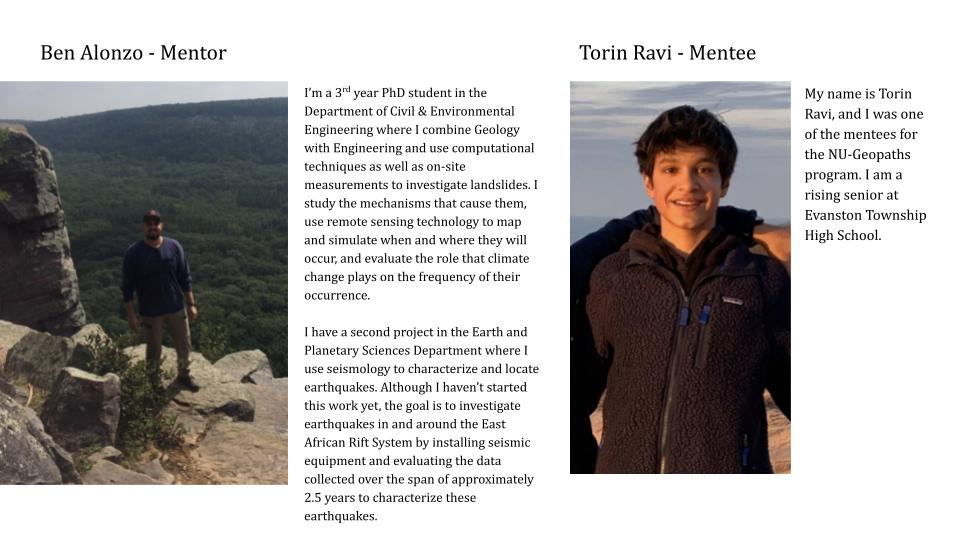 Ben Alonzo - Mentor
I'm a 3rd year PhD student in the
Department of Civil & Environmental
Engineering where I combine Geology
with Engineering and use computational
techniques as well as on-site
measurements to investigate landslides. I
study the mechanisms that cause them,
use remote sensing technology to map
and simulate when and where they will
occur, and evaluate the role that climate
change plays on the frequency of their
occurrence.
I have a second project in the Earth and
Planetary Sciences Department where I
use seismology to characterize and locate
earthquakes. Although I haven't started
this work yet, the goal is to investigate
earthquakes in and around the East
African Rift System by installing seismic
equipment and evaluating the data
collected over the span of approximately
2.5 years to characterize these
earthquakes.
Torin Ravi - Mentee
My name is Torin
Ravi, and I was one
of the mentees for
the NU-Geopaths
program. I am a
rising senior at
Evanston Township
High School.